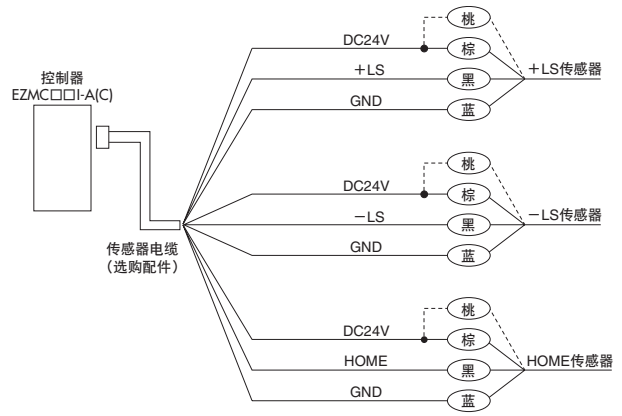 控制器
EZMC□□I-A(C)
传感器电缆
（选购配件）
桃
DC24V
棕
＋LS
黑
＋LS传感器
GND
蓝
桃
DC24V
棕
－LS
黑
－LS传感器
GND
蓝
桃
DC24V
棕
HOME
黑
HOME传感器
GND
蓝